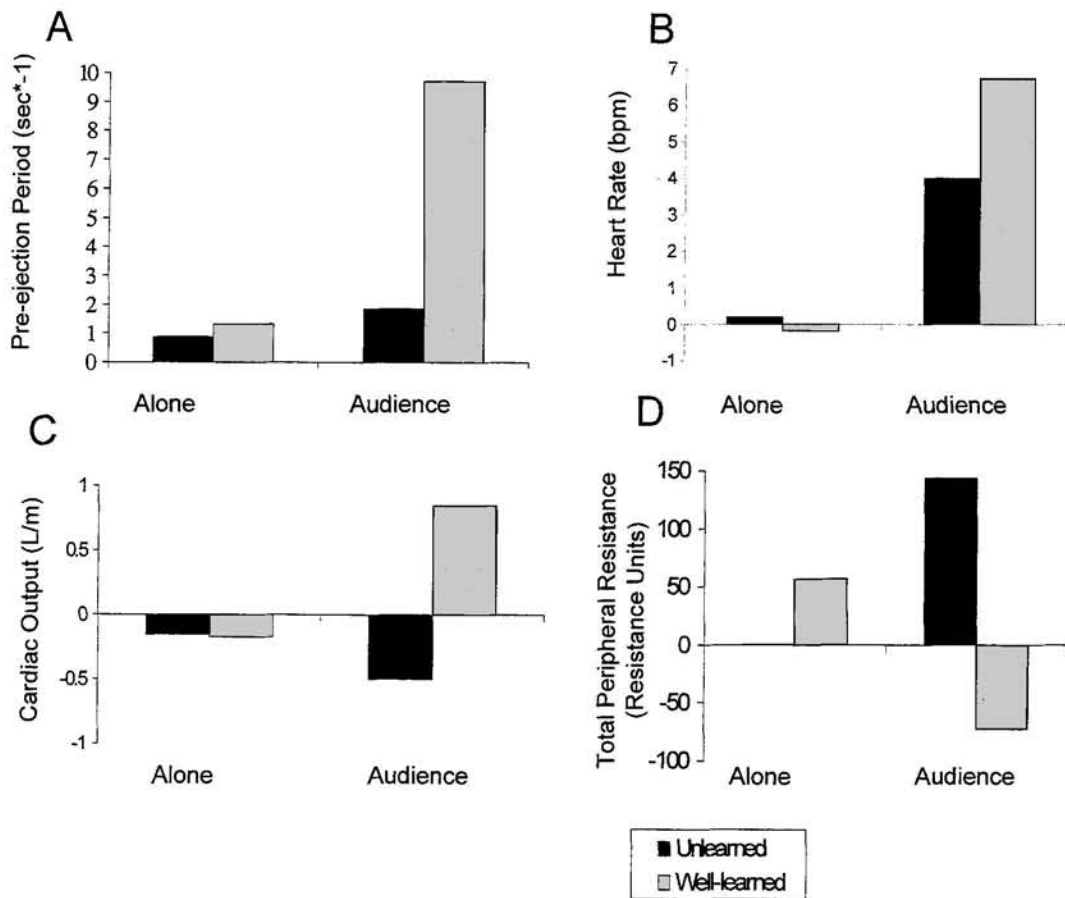 A
Pre-ejection Period (sec*-1)
10
9
8
7
6
5
4
3
2
1
0
Alone
Audience
B
Heart Rate (bpm)
7
6
5
4
3
2
1
0
-1
Alone
Audience
C
Cardiac Output (L/m)
1
0.5
0
-0.5
-1
Alone
Audience
D
Total Peripheral Resistance
(Resistance Units)
150
100
50
0
-50
-100
Alone
Audience
Unlearned
Well-learned